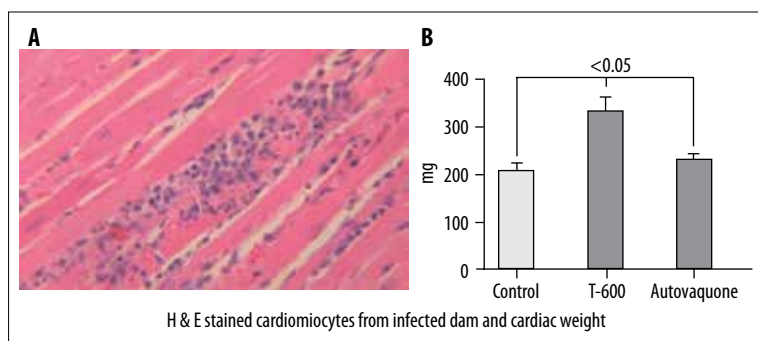 A
B
<0.05
400
300
200
100
0
mg
Control T-600 Autovaquone
H & E stained cardiomiocytes from infected dam and cardiac weight